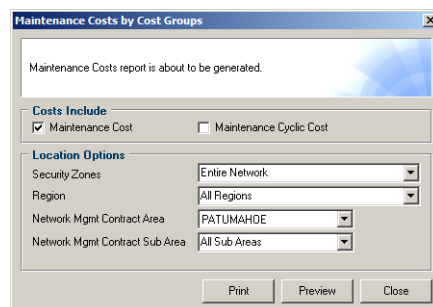 Maintenance Costs by Cost Groups
Maintenance Costs report is about to be generated.
Costs Include
Maintenance Cost
Maintenance Cyclic Cost
Location Options
Security Zones
Entire Network
Region
All Regions
Network Mgmt Contract Area
PATUMAHOE
Network Mgmt Contract Sub Area
All Sub Areas
Print
Preview
Close